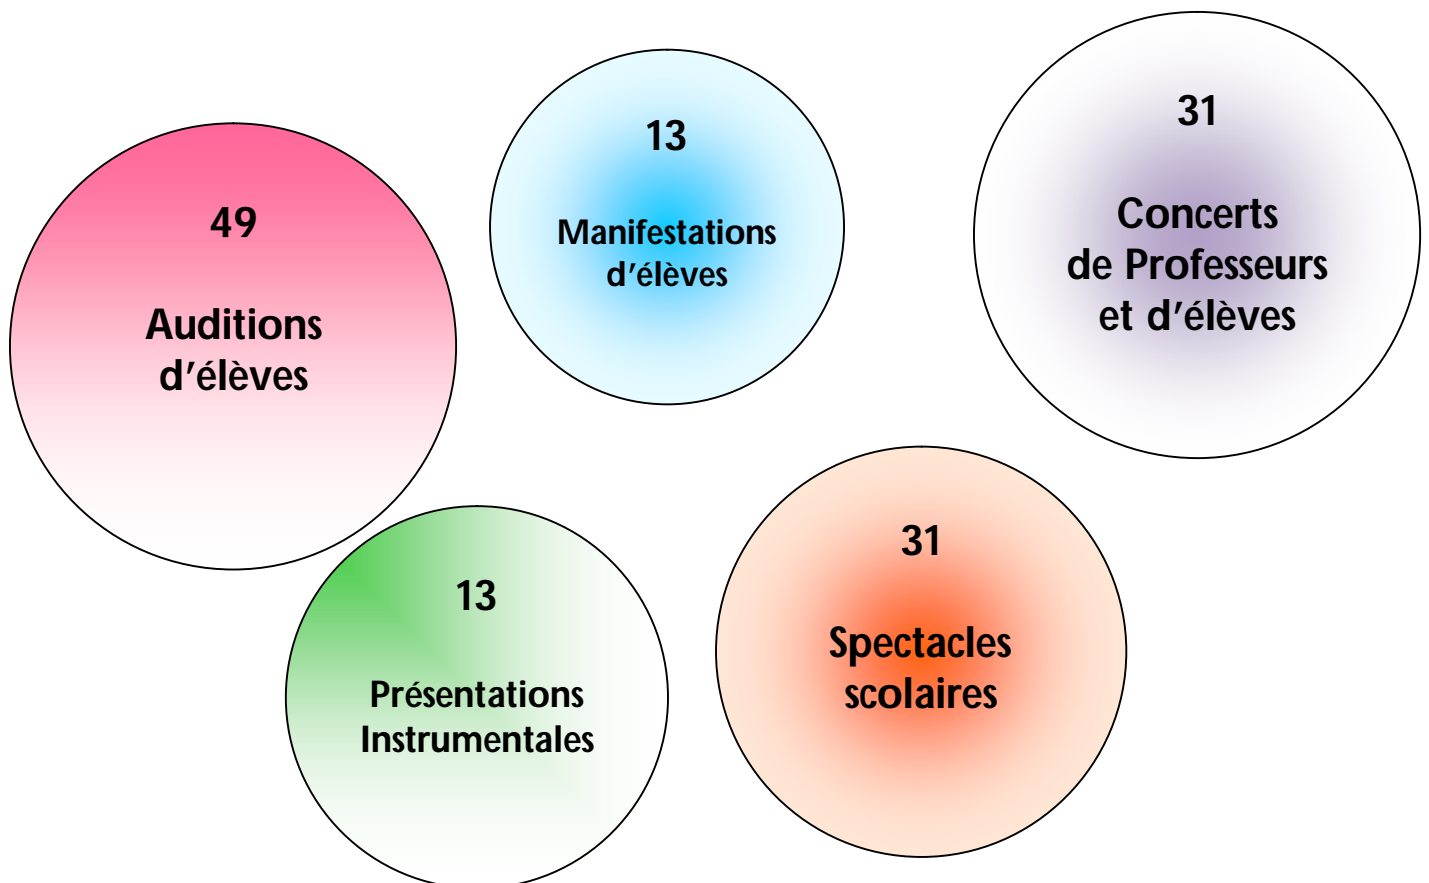 49
Auditions
d'élèves
13
Manifestations
d'élèves
31
Concerts
de Professeurs
et d'élèves
13
Présentations
Instrumentales
31
Spectacles
scolaires